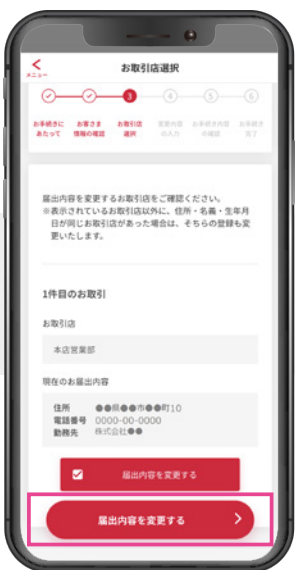 メニュー
お取引店選択
3 4 5 6
お手続きに お客さま お取引店 変更内容 お手続き内容 お手続き
あたって 情報の確認 選択 の入力 の確認 完了
届出内容を変更するお取引店をご確認ください。
※表示されているお取引店以外に、住所・名義・生年月
日が同じお取引店があった場合は、そちらの登録も変
更いたします。
1件目のお取引
お取引店
本店営業部
現在のお届出内容
住所 ●●県●●市●●町10
電話番号 0000-00-0000
勤務先 株式会社●●
届出内容を変更する
届出内容を変更する